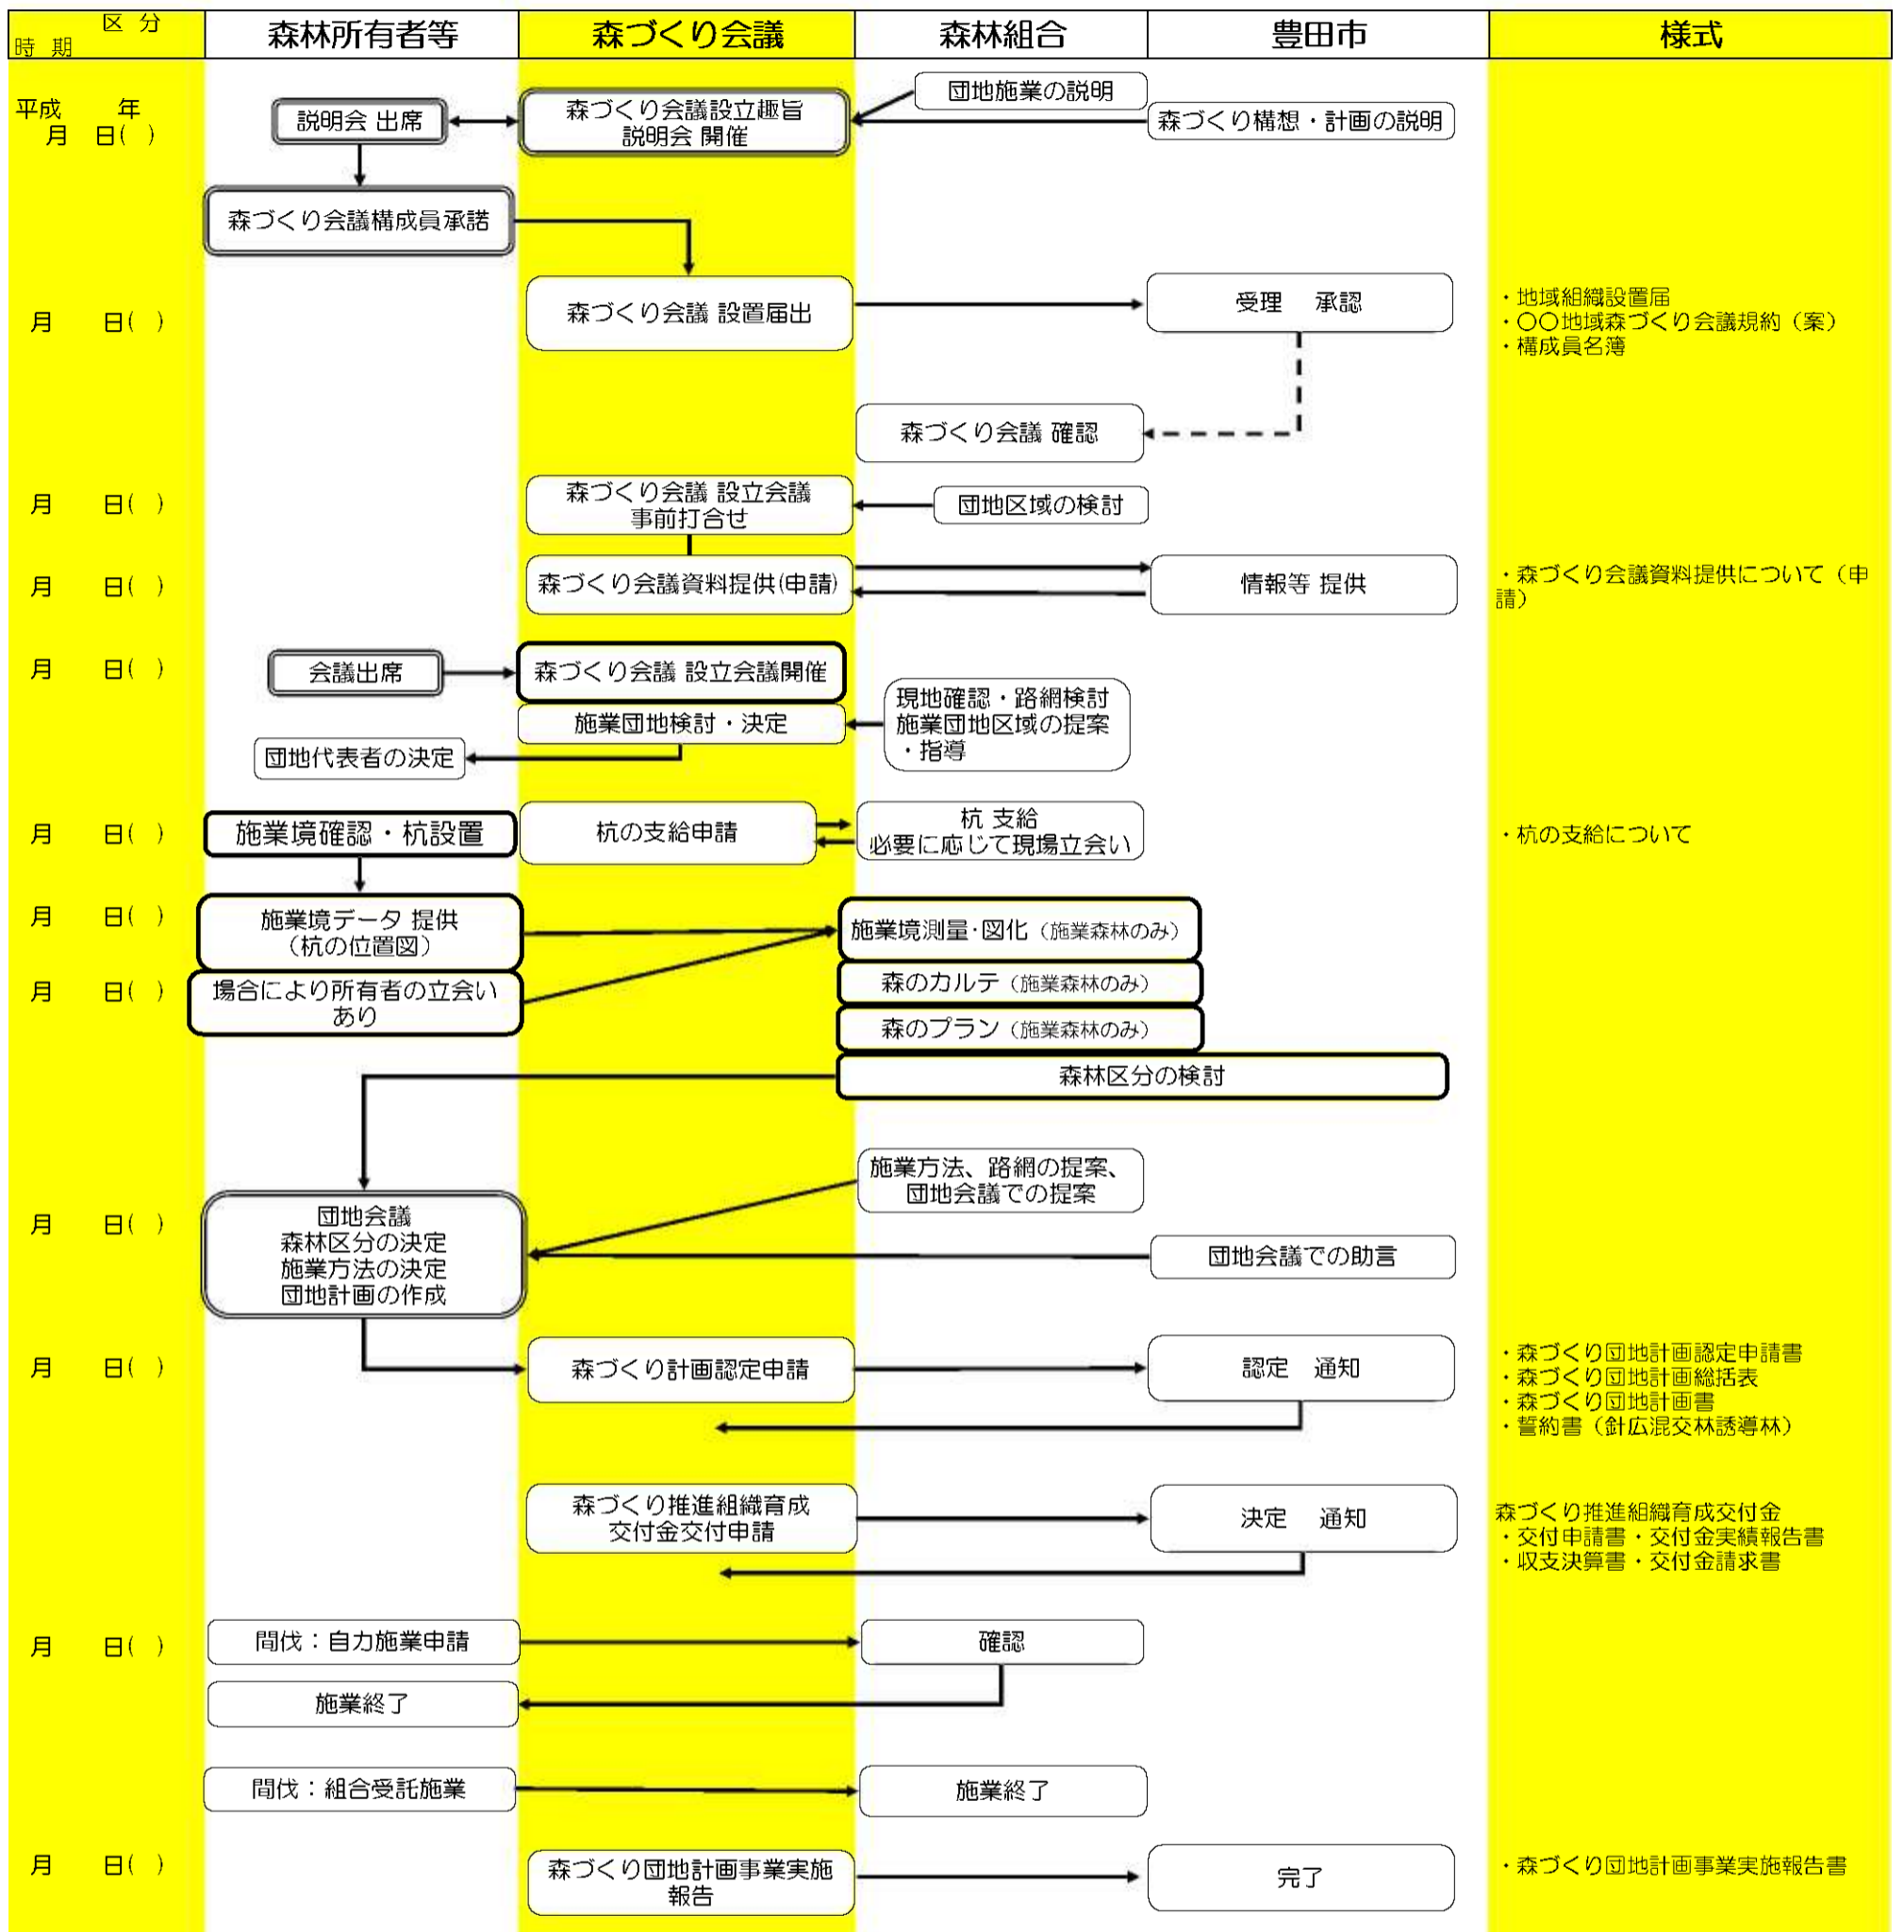 区 分
時 期
森林所有者等
森づくり会議
森林組合
豊田市
様式
平成 年
月 日( )
説明会 出席
森づくり会議設立趣旨
説明会 開催
団地施業の説明
森づくり構想・計画の説明
森づくり会議構成員承諾
月 日( )
森づくり会議 設置届出
受理 承認
・地域組織設置届
・〇〇地域森づくり会議規約（案）
・構成員名簿
森づくり会議 確認
月 日( )
森づくり会議 設立会議
事前打合せ
団地区域の検討
月 日( )
森づくり会議資料提供(申請)
情報等 提供
・森づくり会議資料提供について（申
請）
月 日( )
会議出席
森づくり会議 設立会議開催
施業団地検討・決定
現地確認・路網検討
施業団地区域の提案
・指導
団地代表者の決定
月 日( )
施業境確認・杭設置
杭の支給申請
杭 支給
必要に応じて現場立会い
・杭の支給について
月 日( )
施業境データ 提供
（杭の位置図）
施業境測量・図化（施業森林のみ）
月 日( )
場合により所有者の立会い
あり
森のカルテ（施業森林のみ）
森のプラン（施業森林のみ）
森林区分の検討
施業方法、路網の提案、
団地会議での提案
月 日( )
団地会議
森林区分の決定
施業方法の決定
団地計画の作成
団地会議での助言
月 日( )
森づくり計画認定申請
認定 通知
・森づくり団地計画認定申請書
・森づくり団地計画総括表
・森づくり団地計画書
・誓約書（針広混交林誘導林）
森づくり推進組織育成
交付金交付申請
決定 通知
森づくり推進組織育成交付金
・交付申請書・交付金実績報告書
・収支決算書・交付金請求書
月 日( )
間伐：自力施業申請
確認
施業終了
間伐：組合受託施業
施業終了
月 日( )
森づくり団地計画事業実施
報告
完了
・森づくり団地計画事業実施報告書